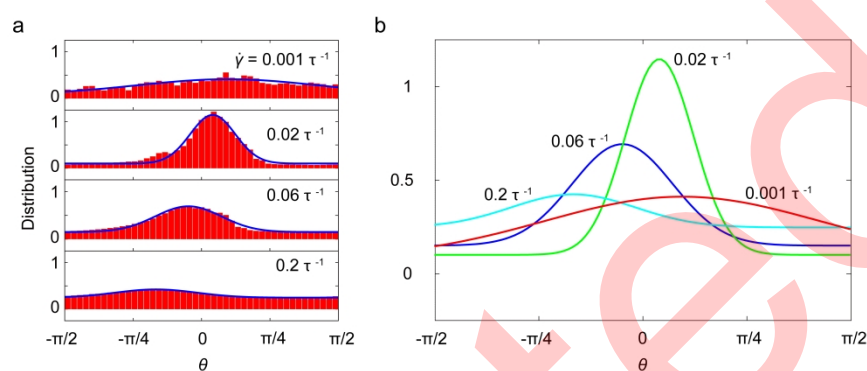 a
γ̇ = 0.001 τ⁻¹
0.02 τ⁻¹
0.06 τ⁻¹
0.2 τ⁻¹
Distribution
1
0
1
0
1
0
1
0
-π/2
-π/4
0
π/4
π/2
θ
b
0.02 τ⁻¹
0.06 τ⁻¹
0.2 τ⁻¹
0.001 τ⁻¹
1
0.5
0
-π/2
-π/4
0
π/4
π/2
θ